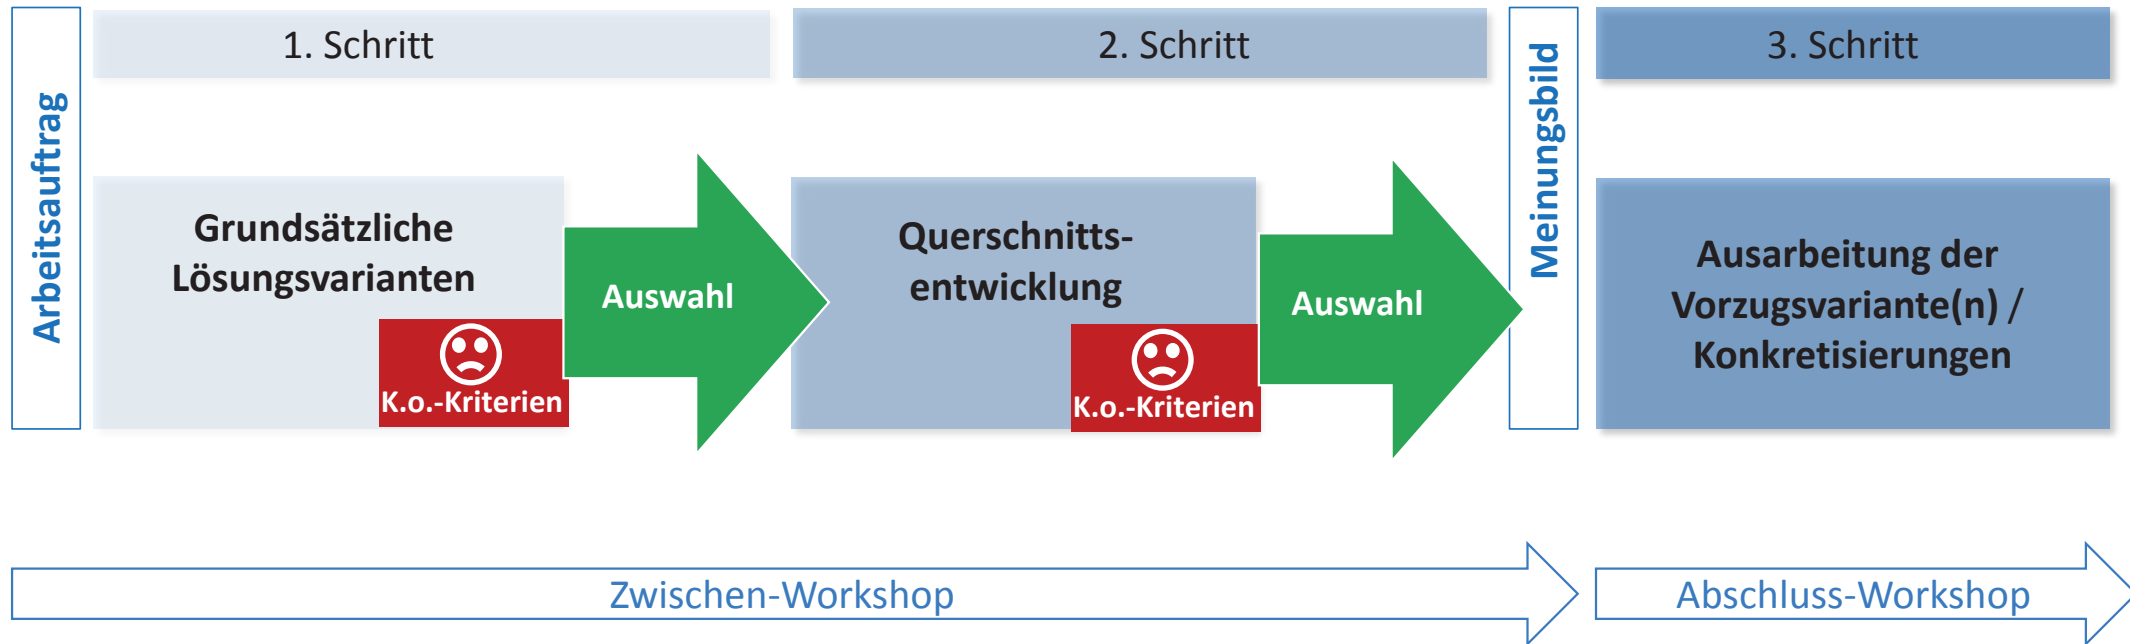 Arbeitsauftrag
1. Schritt
Grundsätzliche
Lösungsvarianten
K.o.-Kriterien
Auswahl
2. Schritt
Querschnitts-
entwicklung
K.o.-Kriterien
Auswahl
Meinungsbild
3. Schritt
Ausarbeitung der
Vorzugsvariante(n) /
Konkretisierungen
Zwischen-Workshop
Abschluss-Workshop